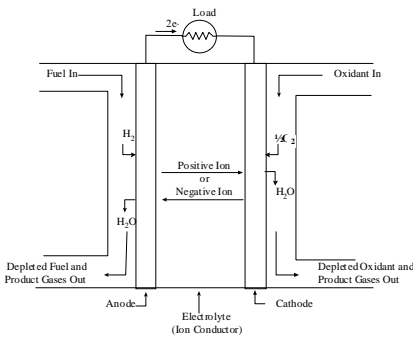 Load
2e-
Fuel In
Oxidant In
H2
½O2
Positive Ion
or
Negative Ion
H2O
H2O
Depleted Fuel and
Product Gases Out
Depleted Oxidant and
Product Gases Out
Anode
Cathode
Electrolyte
(Ion Conductor)